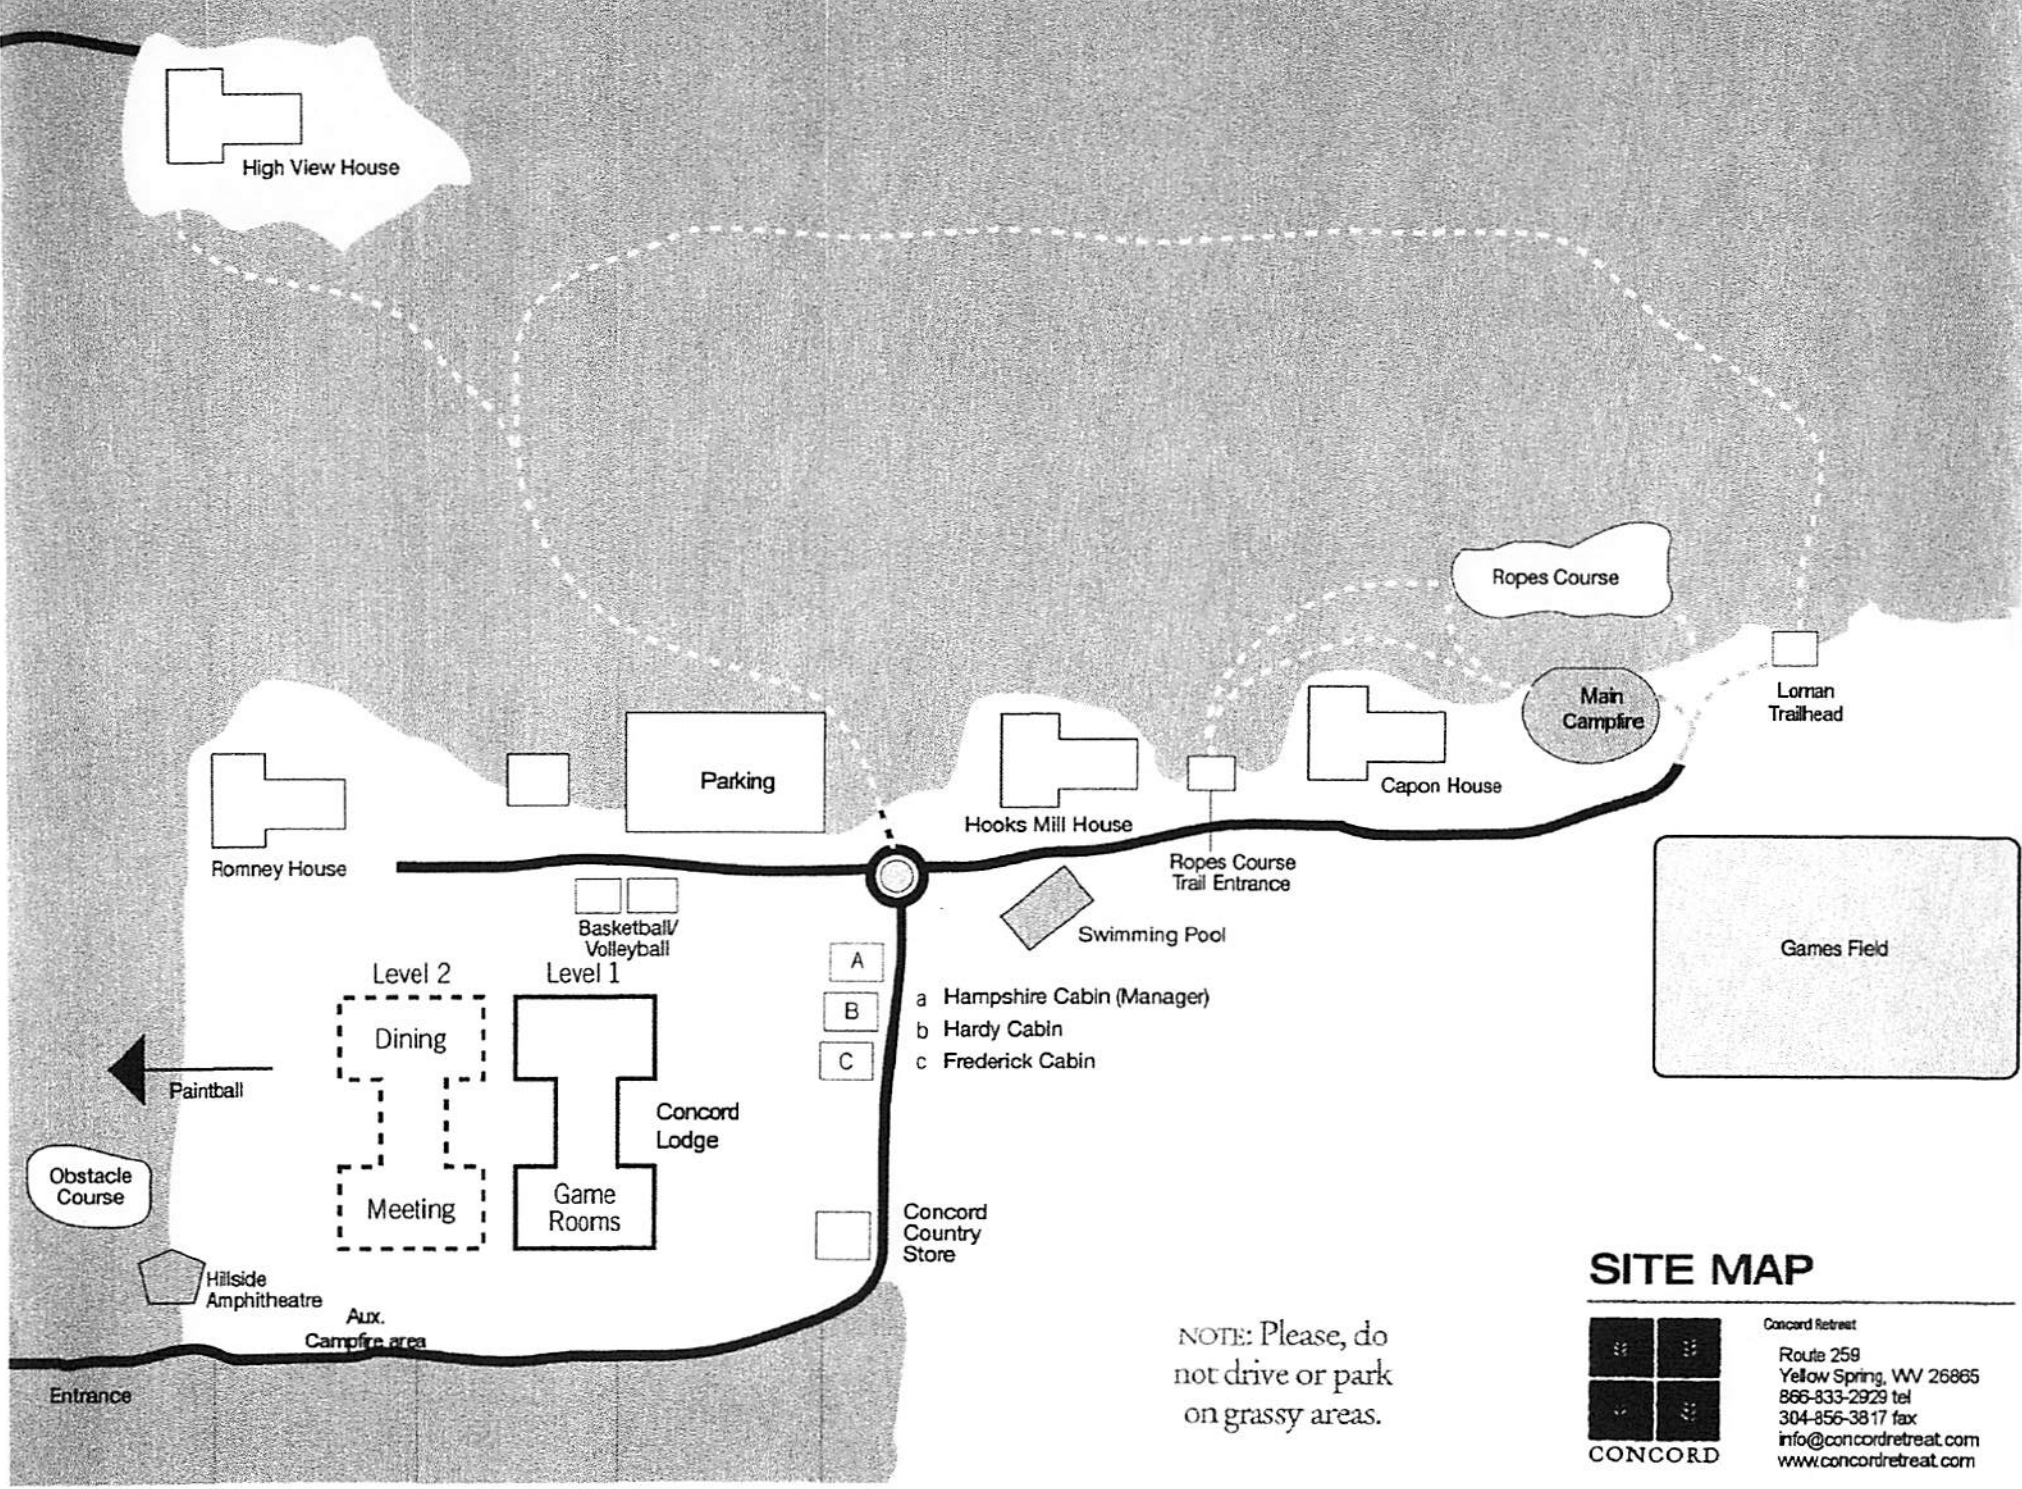 High View House
Ropes Course
Main
Campfire
Loman
Trailhead
Parking
Capon House
Hooks Mill House
Romney House
Ropes Course
Trail Entrance
Basketball/
Volleyball
Swimming Pool
Games Field
Level 2
Level 1
A
B
C
a Hampshire Cabin (Manager)
b Hardy Cabin
c Frederick Cabin
Dining
Paintball
Concord
Lodge
Obstacle
Course
Meeting
Game
Rooms
Concord
Country
Store
Hillside
Amphitheatre
Aux.
Campfire area
Entrance
NOTE: Please, do
not drive or park
on grassy areas.
SITE MAP
Concord Retreat
Route 259
Yellow Spring, WV 26865
866-833-2929 tel
304-856-3817 fax
info@concordretreat.com
www.concordretreat.com
CONCORD